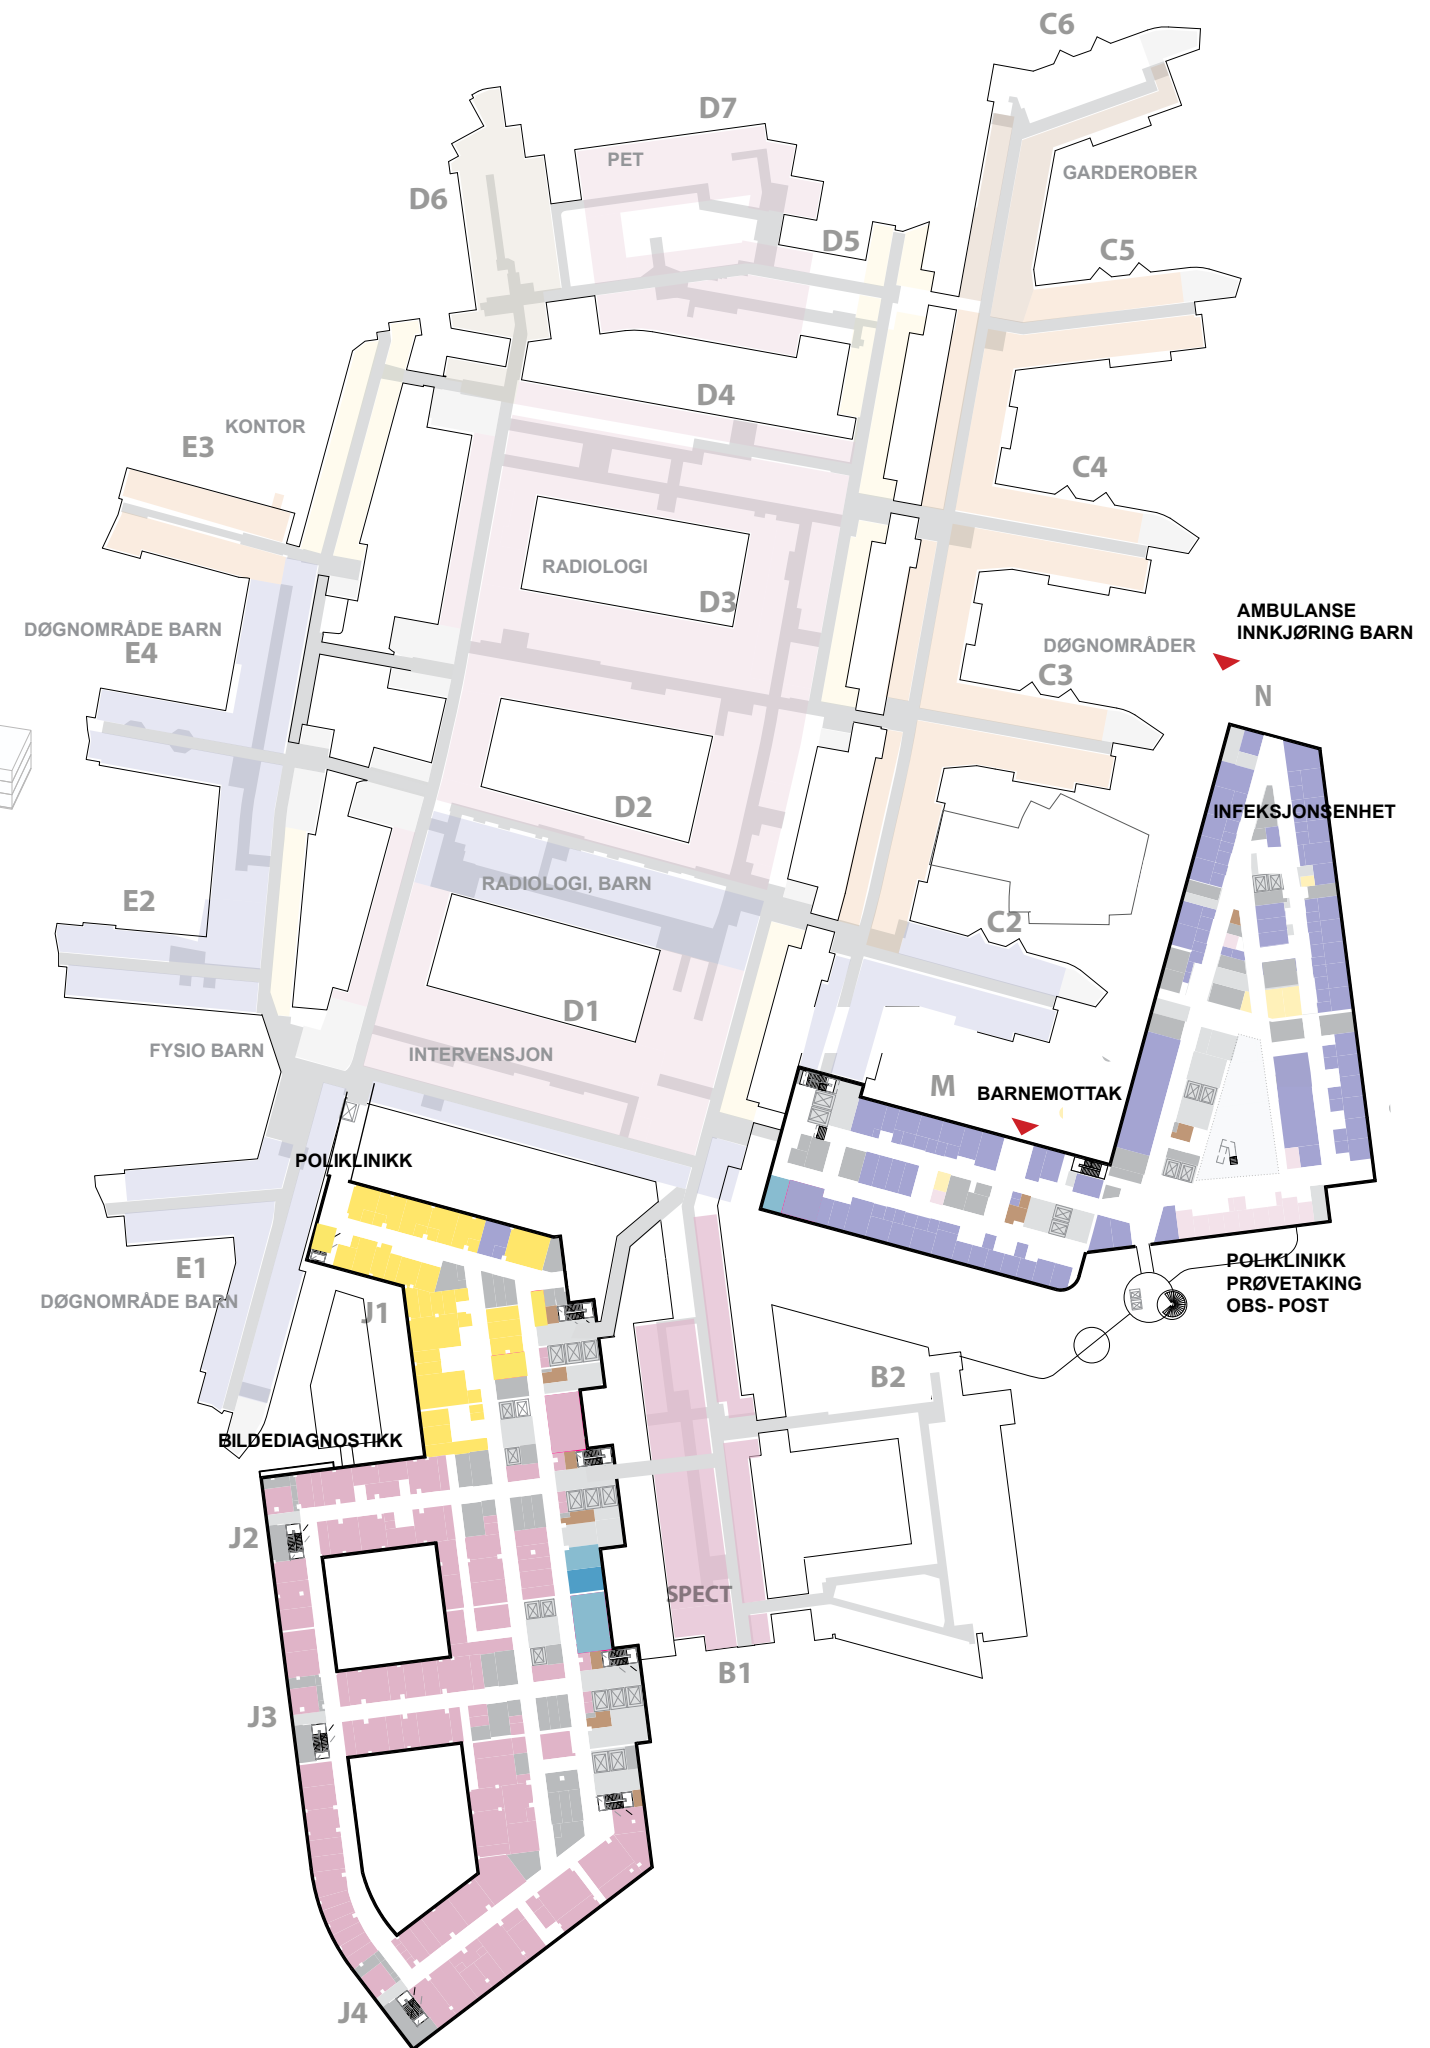 C6
D7
PET
GARDEROBER
D6
D5
C5
D4
KONTOR
E3
C4
RADIOLOGI
D3
AMBULANSE
INNKJØRING BARN
DØGNOMRÅDE BARN
E4
DØGNOMRÅDER
C3
N
D2
INFEKSJONSENHET
RADIOLOGI, BARN
E2
C2
D1
FYSIO BARN
INTERVENSJON
M
BARNEMOTTAK
POLIKLINIKK
E1
DØGNOMRÅDE BARN
J1
POLIKLINIKK
PRØVETAKING
OBS- POST
B2
BILDEDIAGNOSTIKK
J2
SPECT
B1
J3
J4